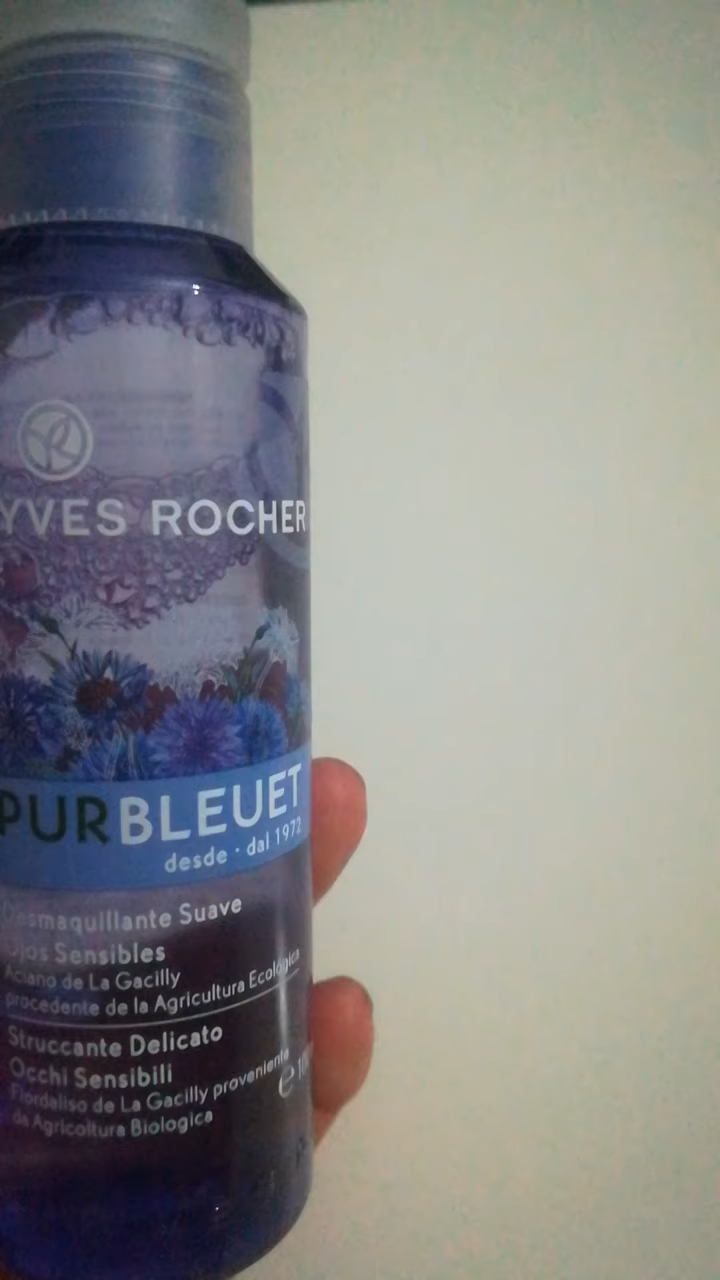 YVES ROCHER
PURBLEUET
desde · dal 1972
Desmaquillante Suave
Ojos Sensibles
Aciano de La Gacilly
procedente de la Agricultura Ecológica
Struccante Delicato
Occhi Sensibili
Fiordaliso de La Gacilly proveniente
da Agricoltura Biologica
e